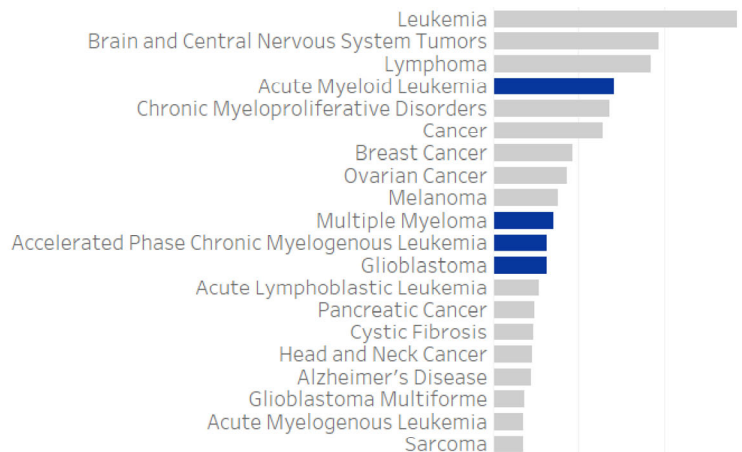 Leukemia
Brain and Central Nervous System Tumors
Lymphoma
Acute Myeloid Leukemia
Chronic Myeloproliferative Disorders
Cancer
Breast Cancer
Ovarian Cancer
Melanoma
Multiple Myeloma
Accelerated Phase Chronic Myelogenous Leukemia
Glioblastoma
Acute Lymphoblastic Leukemia
Pancreatic Cancer
Cystic Fibrosis
Head and Neck Cancer
Alzheimer’s Disease
Glioblastoma Multiforme
Acute Myelogenous Leukemia
Sarcoma